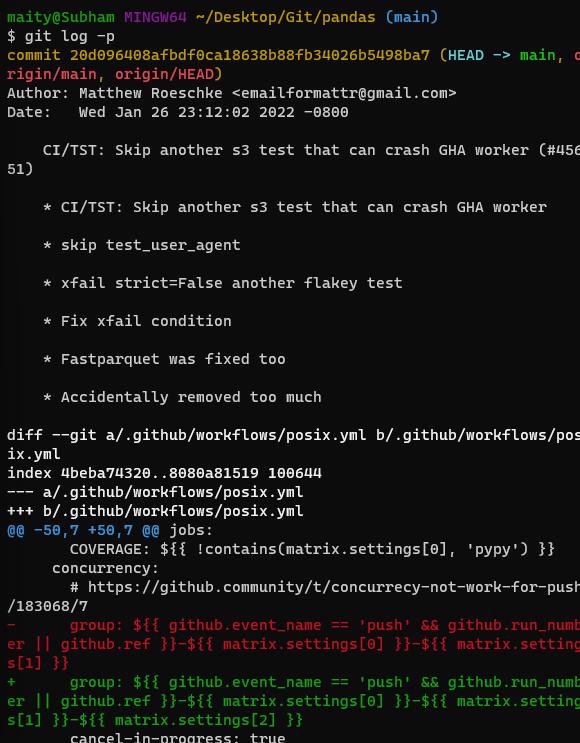 maity@Subham MINGW64 ~/Desktop/Git/pandas (main)
$ git log -p
commit 20d096408afbdf0ca18638b88fb34026b5498ba7 (HEAD -> main, o
rigin/main, origin/HEAD)
Author: Matthew Roeschke <emailformattr@gmail.com>
Date:   Wed Jan 26 23:12:02 2022 -0800
    CI/TST: Skip another s3 test that can crash GHA worker (#456
51)
    * CI/TST: Skip another s3 test that can crash GHA worker
    * skip test_user_agent
    * xfail strict=False another flakey test
    * Fix xfail condition
    * Fastparquet was fixed too
    * Accidentally removed too much
diff --git a/.github/workflows/posix.yml b/.github/workflows/pos
ix.yml
index 4beba74320..8080a81519 100644
--- a/.github/workflows/posix.yml
+++ b/.github/workflows/posix.yml
@@ -50,7 +50,7 @@ jobs:
       COVERAGE: ${{ !contains(matrix.settings[0], 'pypy') }}
     concurrency:
       # https://github.community/t/concurrecy-not-work-for-push
/183068/7
-      group: ${{ github.event_name == 'push' && github.run_numb
er || github.ref }}-${{ matrix.settings[0] }}-${{ matrix.setting
s[1] }}
+      group: ${{ github.event_name == 'push' && github.run_numb
er || github.ref }}-${{ matrix.settings[0] }}-${{ matrix.setting
s[1] }}-${{ matrix.settings[2] }}
       cancel-in-progress: true